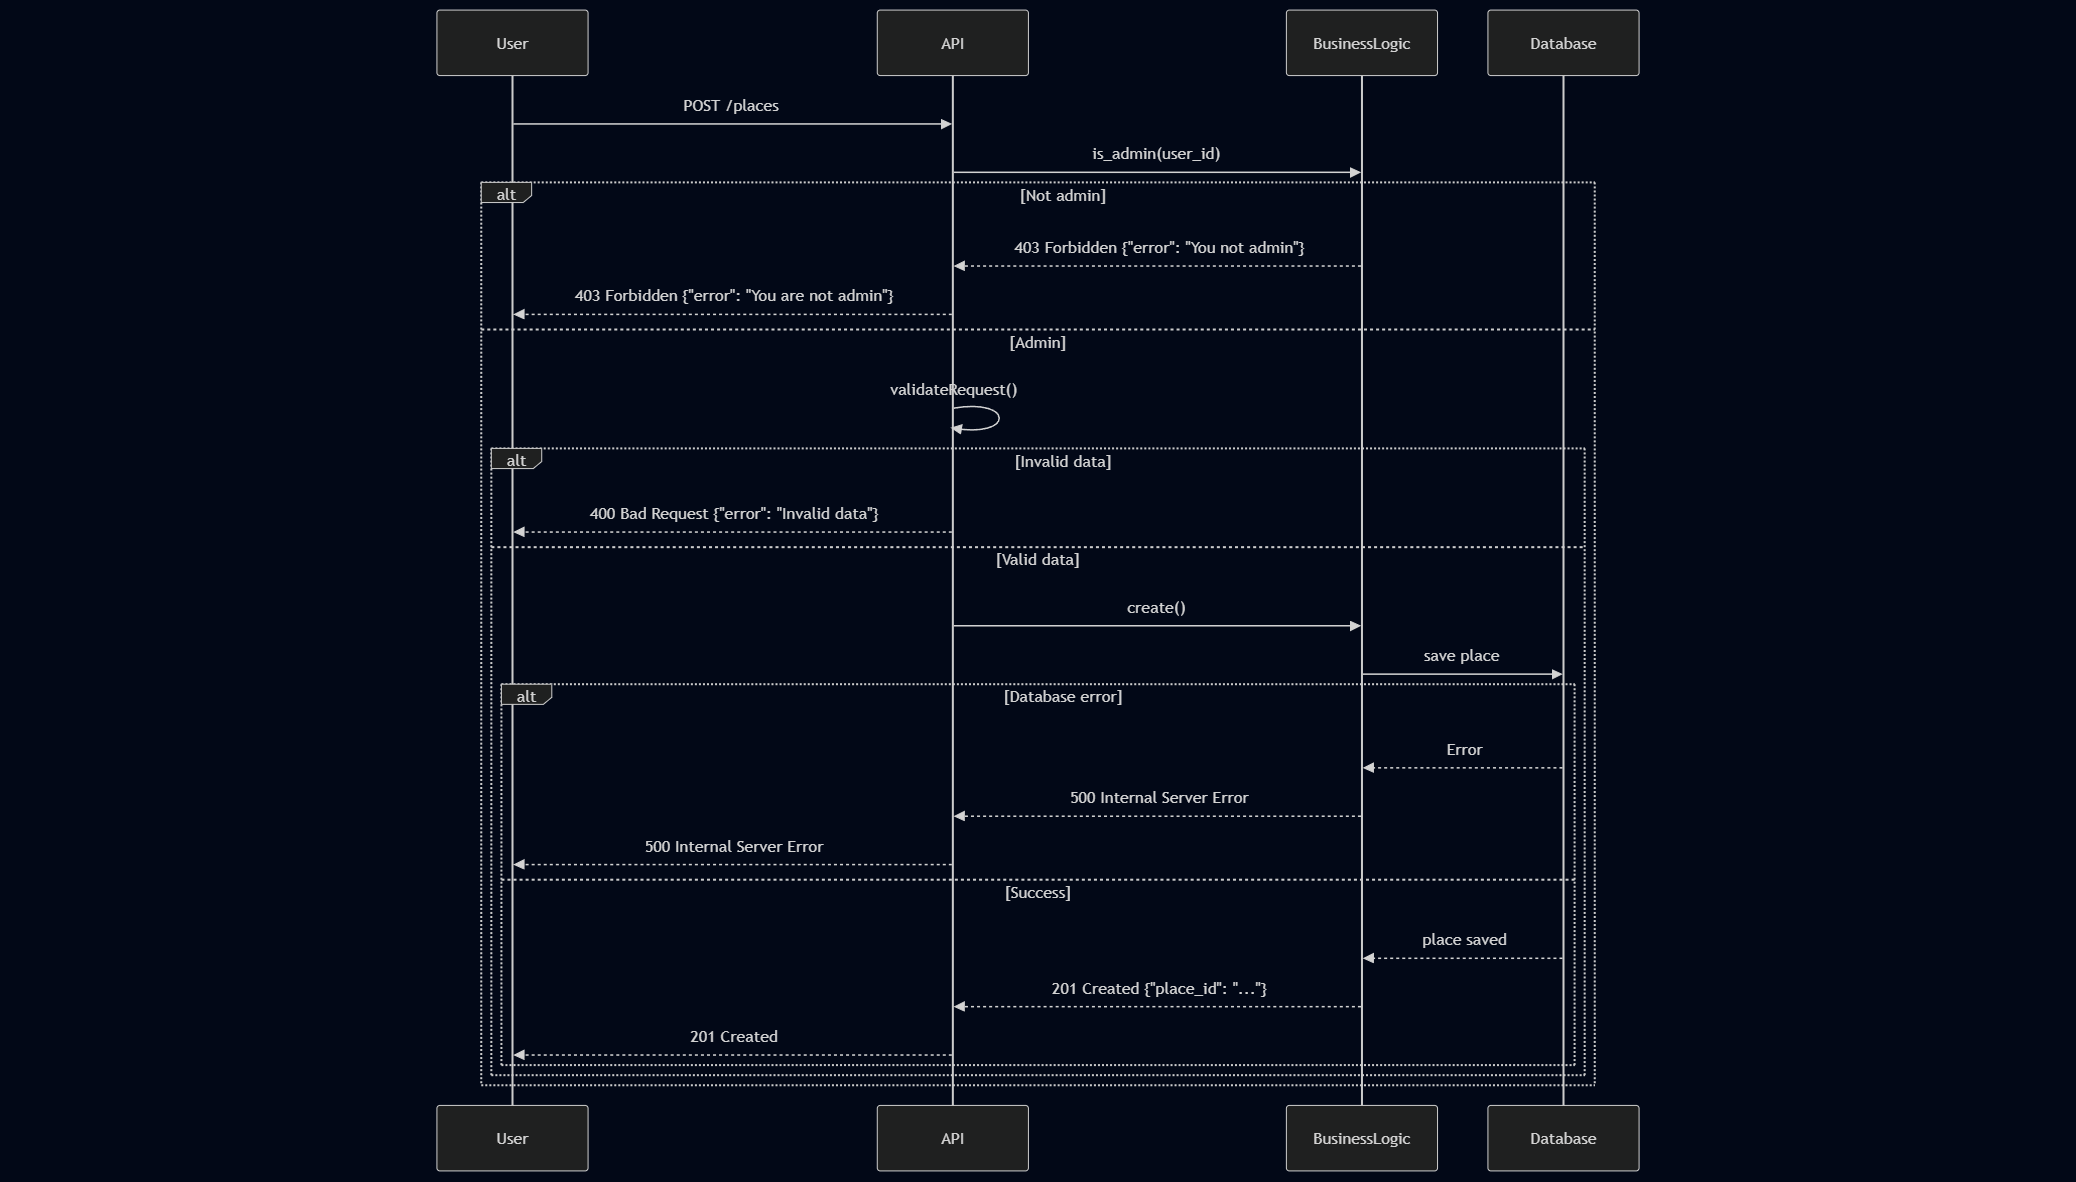 User
API
BusinessLogic
Database
POST /places
is_admin(user_id)
alt
[Not admin]
403 Forbidden {"error": "You not admin"}
403 Forbidden {"error": "You are not admin"}
[Admin]
validateRequest()
alt
[Invalid data]
400 Bad Request {"error": "Invalid data"}
[Valid data]
create()
save place
alt
[Database error]
Error
500 Internal Server Error
500 Internal Server Error
[Success]
place saved
201 Created {"place_id": "..."}
201 Created
User
API
BusinessLogic
Database